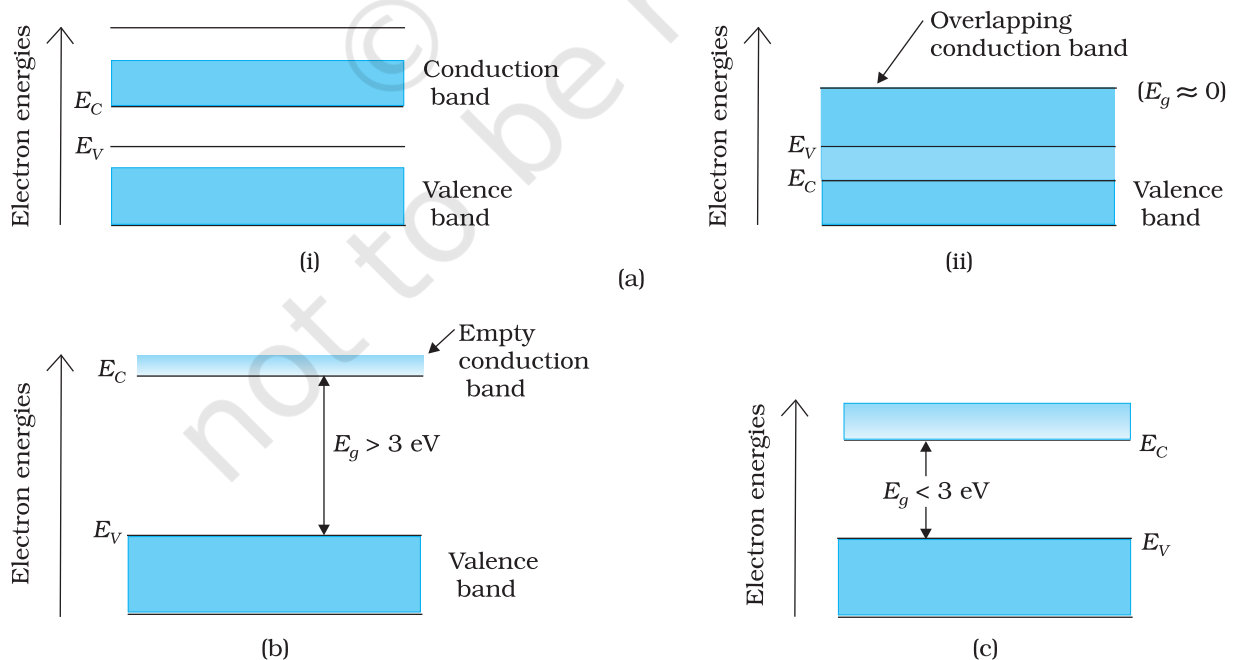 Electron energies
Conduction
band
E_C
E_V
Valence
band
(i)
Electron energies
Overlapping
conduction band
(E_g ≈ 0)
E_V
E_C
Valence
band
(ii)
(a)
Electron energies
Empty
conduction
band
E_C
E_g > 3 eV
E_V
Valence
band
(b)
Electron energies
E_C
E_g < 3 eV
E_V
(c)
© not to be r